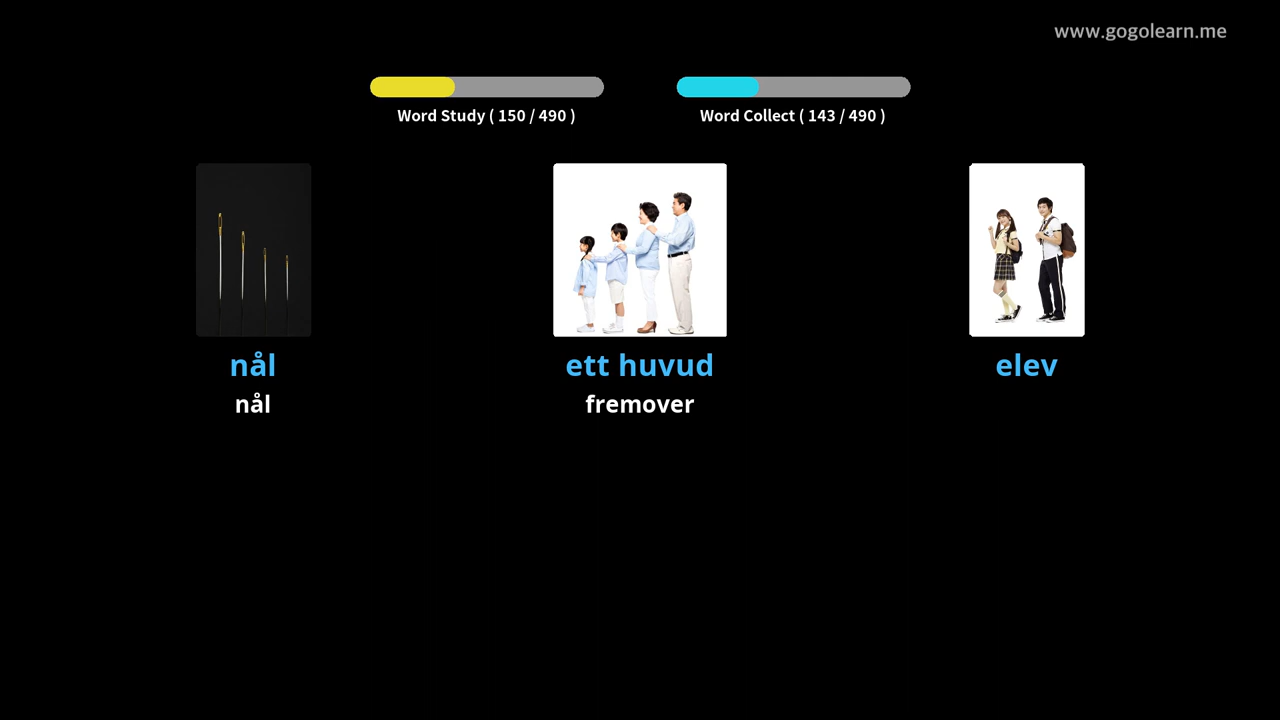 www.gogolearn.me
Word Study ( 150 / 490 )
Word Collect ( 143 / 490 )
nål
ett huvud
elev
nål
fremover